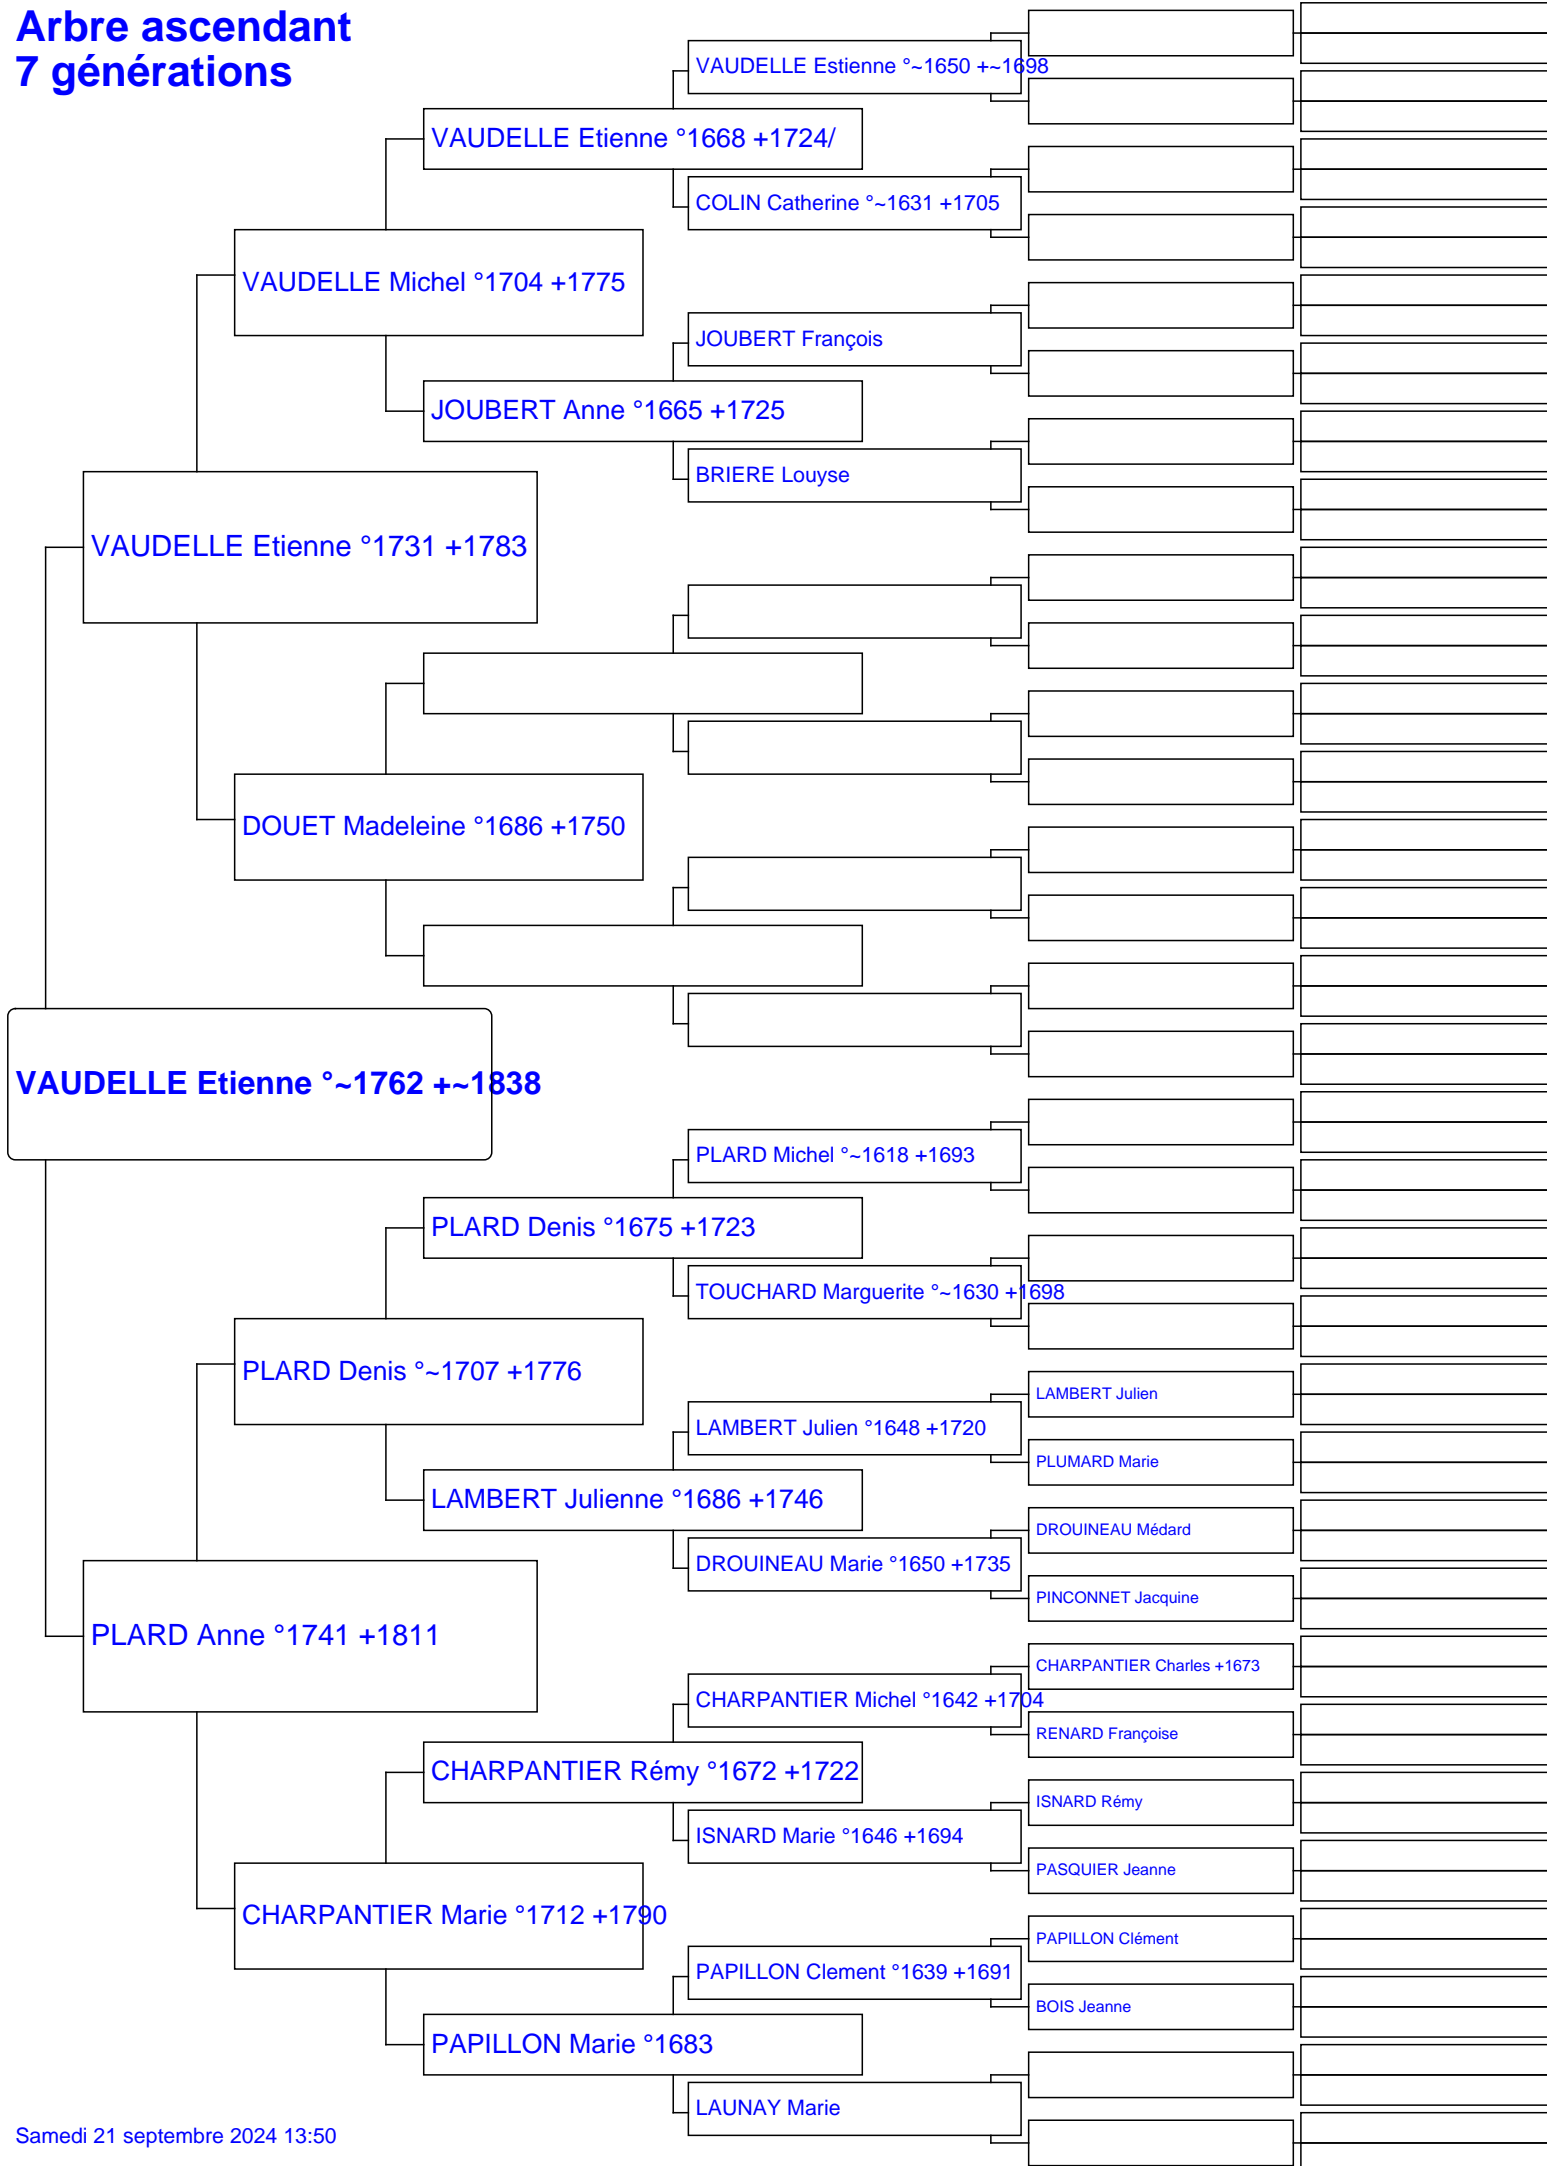 Arbre ascendant
7 générations
VAUDELLE Estienne °~1650 +~1698
VAUDELLE Etienne °1668 +1724/
COLIN Catherine °~1631 +1705
VAUDELLE Michel °1704 +1775
JOUBERT François
JOUBERT Anne °1665 +1725
BRIERE Louyse
VAUDELLE Etienne °1731 +1783
DOUET Madeleine °1686 +1750
VAUDELLE Etienne °~1762 +~1838
PLARD Michel °~1618 +1693
PLARD Denis °1675 +1723
TOUCHARD Marguerite °~1630 +1698
PLARD Denis °~1707 +1776
LAMBERT Julien
LAMBERT Julien °1648 +1720
PLUMARD Marie
LAMBERT Julienne °1686 +1746
DROUINEAU Médard
DROUINEAU Marie °1650 +1735
PINCONNET Jacquine
PLARD Anne °1741 +1811
CHARPANTIER Charles +1673
CHARPANTIER Michel °1642 +1704
RENARD Françoise
CHARPANTIER Rémy °1672 +1722
ISNARD Rémy
ISNARD Marie °1646 +1694
PASQUIER Jeanne
CHARPANTIER Marie °1712 +1790
PAPILLON Clément
PAPILLON Clement °1639 +1691
BOIS Jeanne
PAPILLON Marie °1683
LAUNAY Marie
Samedi 21 septembre 2024 13:50